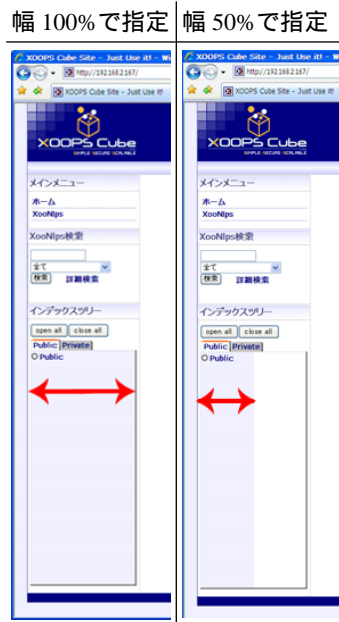 幅 100%で指定
幅 50%で指定
XOOPS Cube Site - Just Use it! - Wi
http://192.168.2.167/
XOOPS Cube Site - Just Use it!
XOOPS Cube
SIMPLE SECURE SCALABLE
メインメニュー
ホーム
XooNIps
XooNIps検索
全て
検索 詳細検索
インデックスツリー
open all close all
Public Private
Public
XOOPS Cube Site - Just Use it! - W
http://192.168.2.167/
XOOPS Cube Site - Just Use it!
XOOPS Cube
SIMPLE SECURE SCALABLE
メインメニュー
ホーム
XooNIps
XooNIps検索
全て
検索 詳細検索
インデックスツリー
open all close all
Public Private
Public